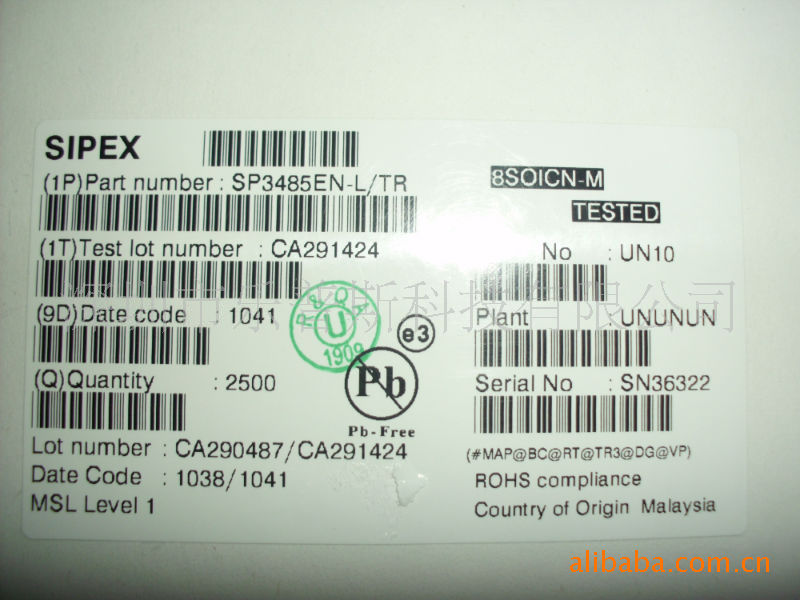 SIPEX
(1P)Part number : SP3485EN-L/TR
8SOICN-M
TESTED
(1T)Test lot number : CA291424
No : UN10
(9D)Date code : 1041
R & QA
U
1909
Plant : UNUNUN
e3
(Q)Quantity : 2500
Pb
Pb-Free
Serial No : SN36322
Lot number : CA290487/CA291424
(#MAP@BC@RT@TR3@DG@VP)
Date Code : 1038/1041
ROHS compliance
MSL Level 1
Country of Origin Malaysia
alibaba.com.cn